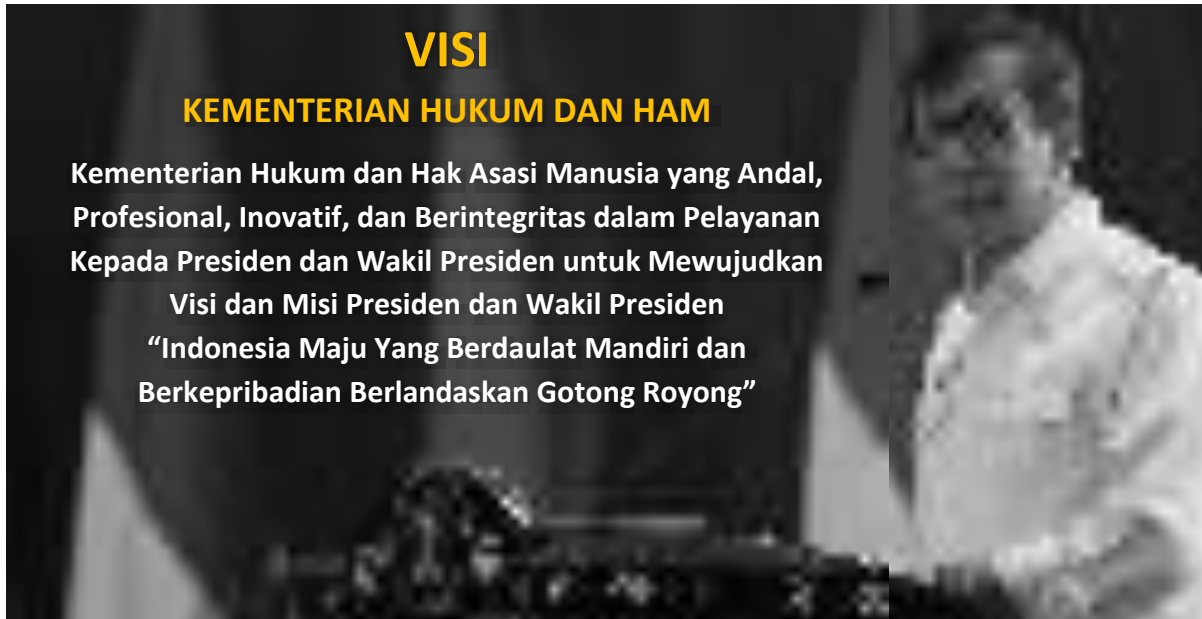 VISI
KEMENTERIAN HUKUM DAN HAM
Kementerian Hukum dan Hak Asasi Manusia yang Andal,
Profesional, Inovatif, dan Berintegritas dalam Pelayanan
Kepada Presiden dan Wakil Presiden untuk Mewujudkan
Visi dan Misi Presiden dan Wakil Presiden
“Indonesia Maju Yang Berdaulat Mandiri dan
Berkepribadian Berlandaskan Gotong Royong”